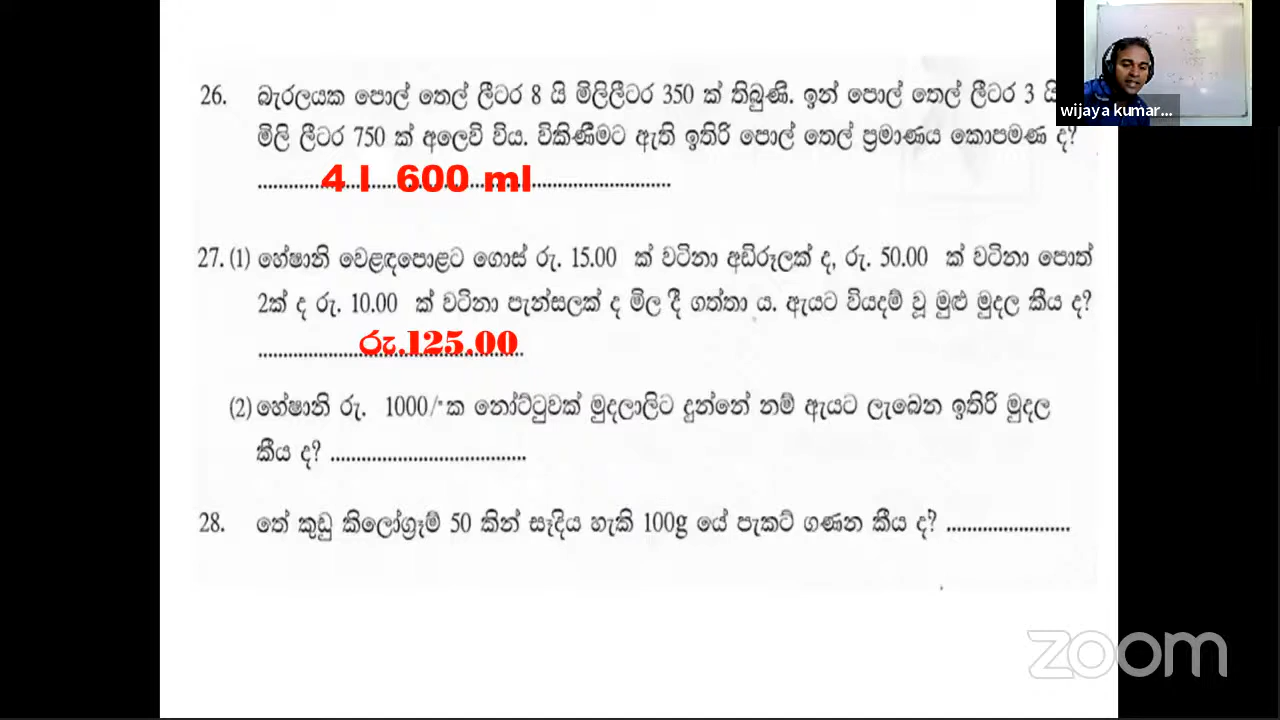 26. බැරලයක පොල් තෙල් ලීටර 8 යි මිලිලීටර 350 ක් තිබුණි. ඉන් පොල් තෙල් ලීටර 3 යි
මිලි ලීටර 750 ක් අලෙවි විය. විකිණීමට ඇති ඉතිරි පොල් තෙල් ප්‍රමාණය කොපමණ ද?
4 l 600 ml
27. (1) හේෂානි වෙළඳපොළට ගොස් රු. 15.00 ක් වටිනා අඩිරූලක් ද, රු. 50.00 ක් වටිනා පොත්
2ක් ද රු. 10.00 ක් වටිනා පැන්සලක් ද මිල දී ගත්තා ය. ඇයට වියදම් වූ මුළු මුදල කීය ද?
රු.125.00
(2) හේෂානි රු. 1000/- ක නෝට්ටුවක් මුදලාලිට දුන්නේ නම් ඇයට ලැබෙන ඉතිරි මුදල
කීය ද? ......................................
28. තේ කුඩු කිලෝග්‍රෑම් 50 කින් සෑදිය හැකි 100g යේ පැකට් ගණන කීය ද? ........................
wijaya kumar...
zoom